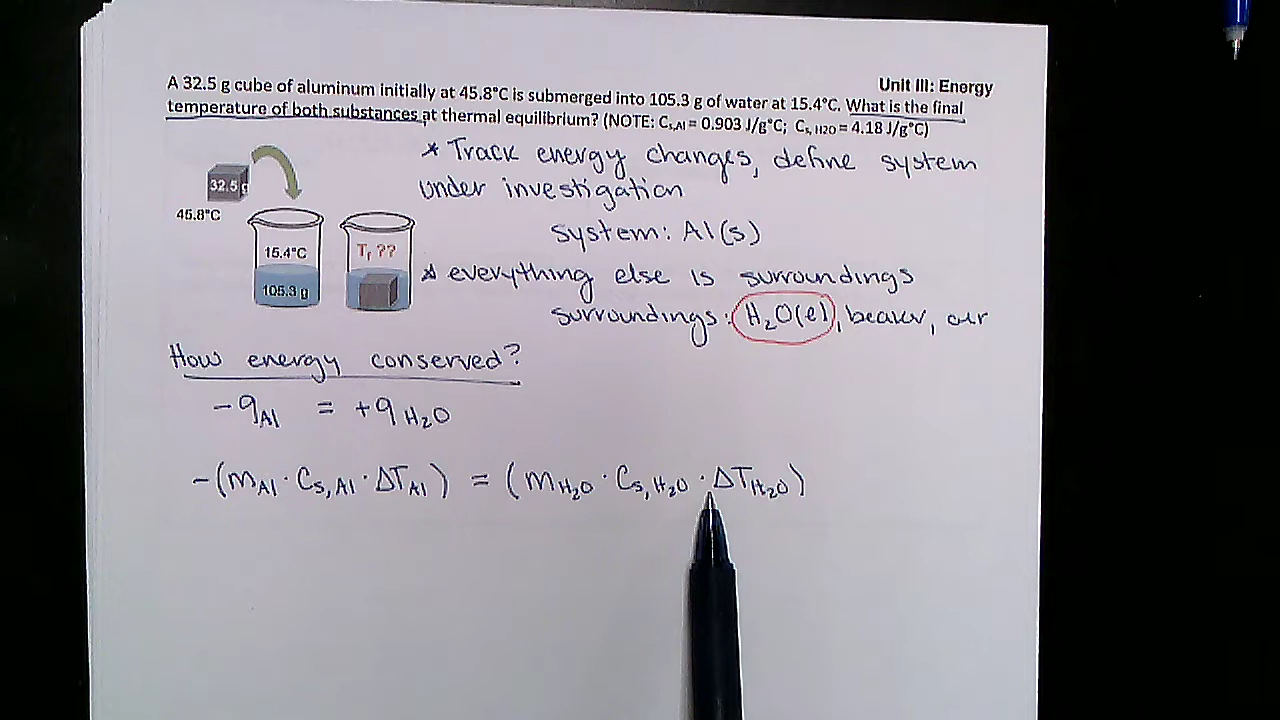 Unit III: Energy
A 32.5 g cube of aluminum initially at 45.8°C is submerged into 105.3 g of water at 15.4°C. What is the final
temperature of both substances at thermal equilibrium? (NOTE: Cs,Al = 0.903 J/g°C; Cs, H2O = 4.18 J/g°C)
* Track energy changes, define system
under investigation
system: Al(s)
* everything else is surroundings
surroundings: H₂O(ℓ), beaker, air
32.5 g
45.8°C
15.4°C
105.3 g
Tf ??
How energy conserved?
-qAl = +qH₂O
-(mAl · Cs,Al · ΔTAl) = (mH₂O · Cs,H₂O · ΔTH₂O)